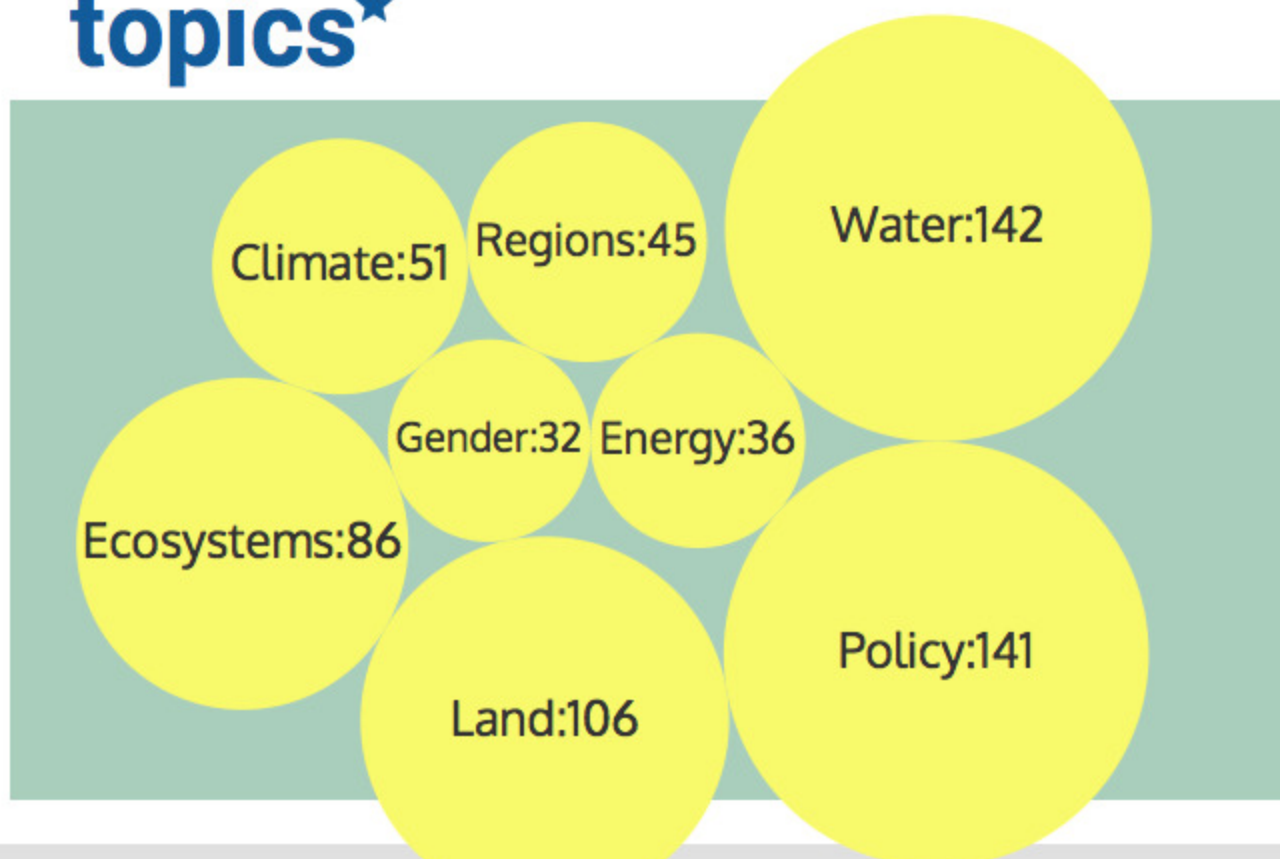 topics*
Climate:51
Regions:45
Water:142
Gender:32
Energy:36
Ecosystems:86
Policy:141
Land:106